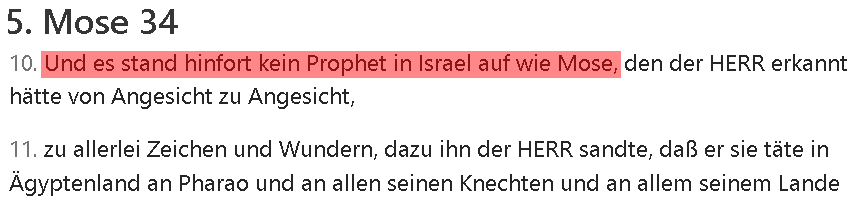 5. Mose 34
10. Und es stand hinfort kein Prophet in Israel auf wie Mose, den der HERR erkannt
hätte von Angesicht zu Angesicht,
11. zu allerlei Zeichen und Wundern, dazu ihn der HERR sandte, daß er sie täte in
Ägyptenland an Pharao und an allen seinen Knechten und an allem seinem Lande